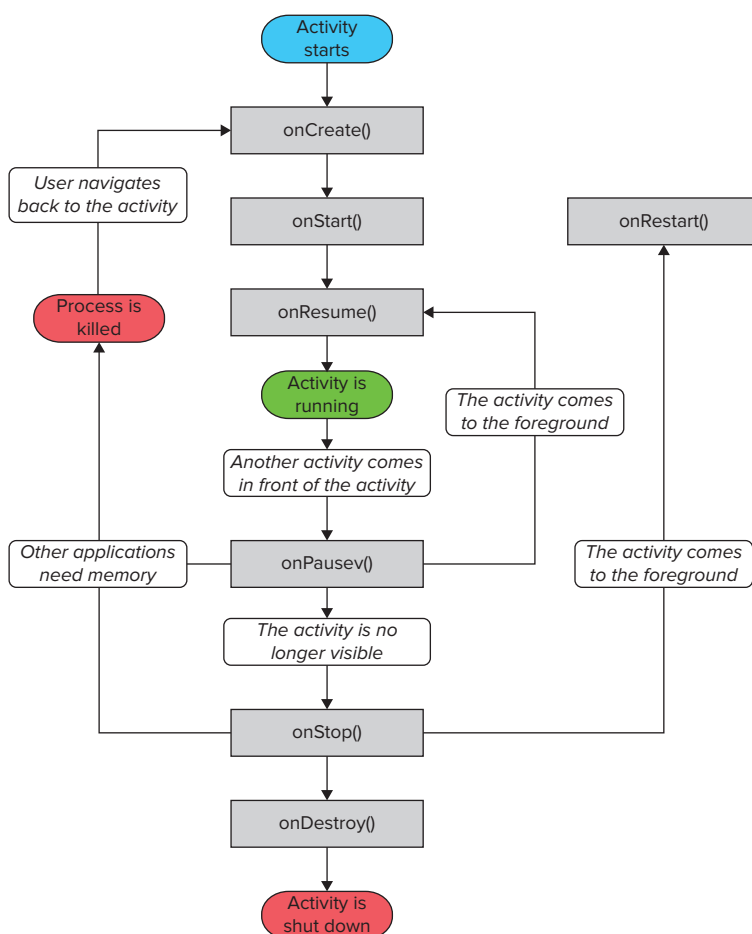 Activity
starts
onCreate()
User navigates
back to the activity
onStart()
onRestart()
Process is
killed
onResume()
Activity is
running
The activity comes
to the foreground
Another activity comes
in front of the activity
Other applications
need memory
onPausev()
The activity comes
to the foreground
The activity is no
longer visible
onStop()
onDestroy()
Activity is
shut down